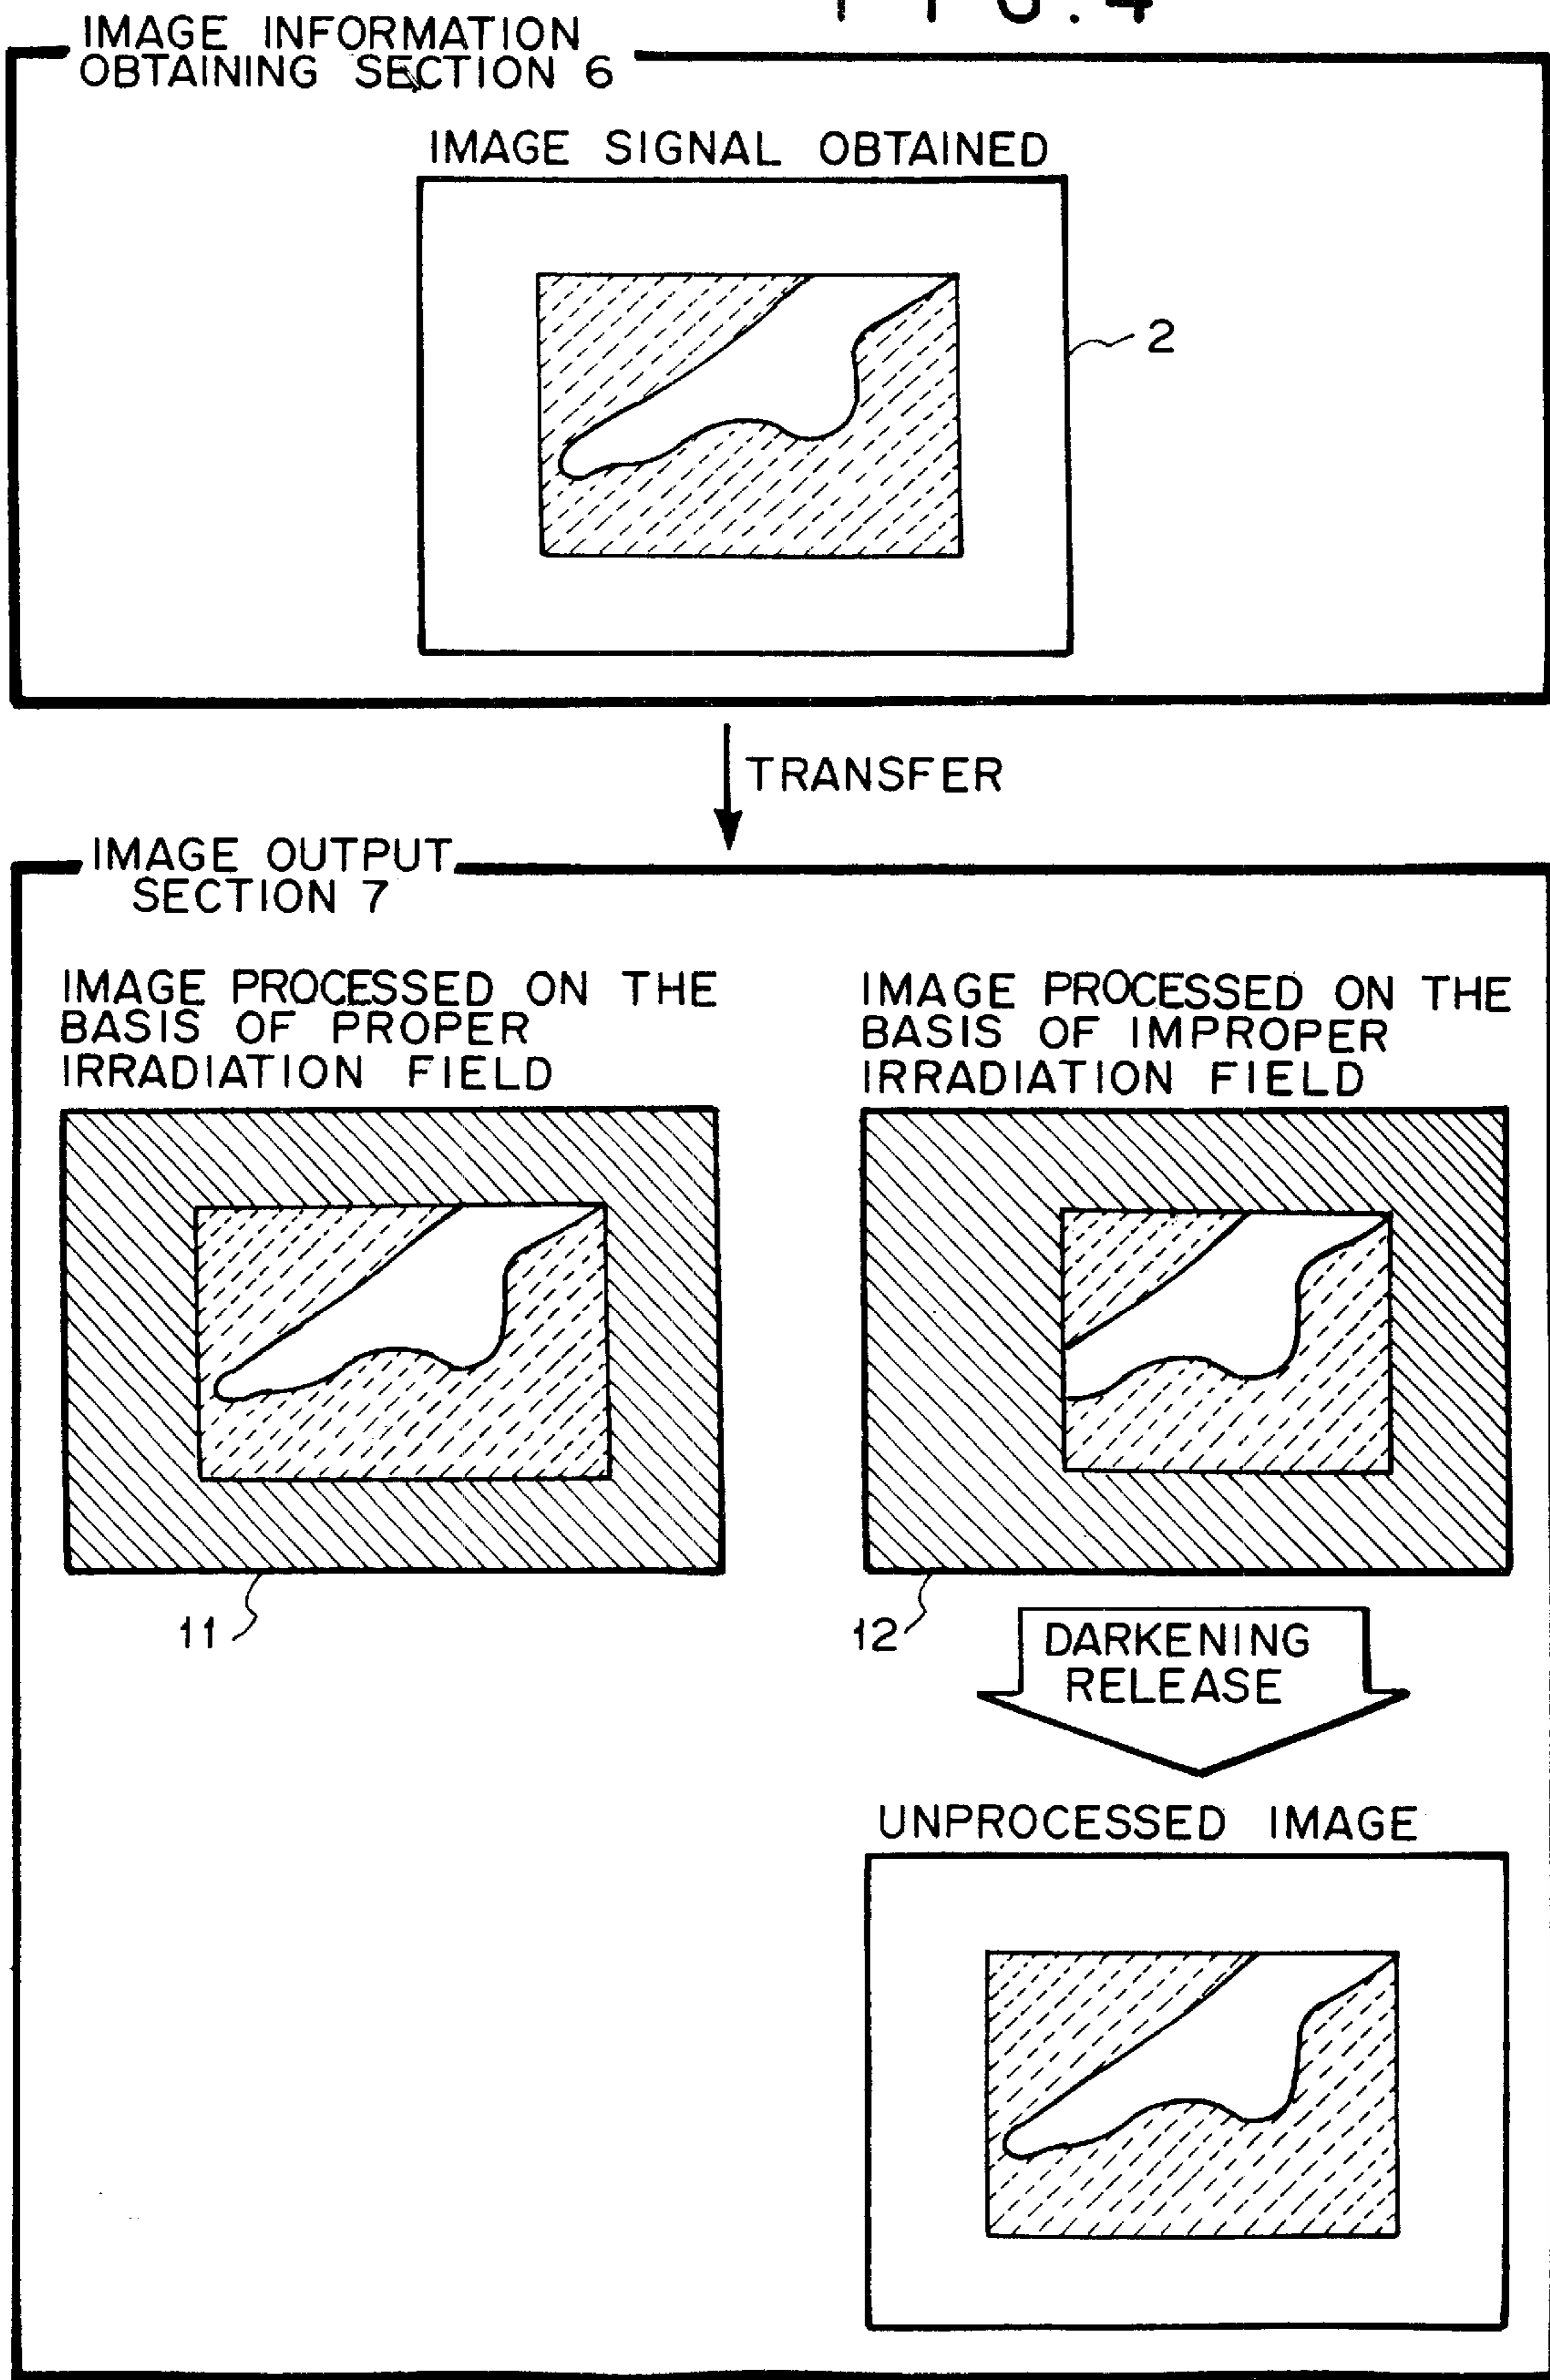 FIG. 4
IMAGE INFORMATION
OBTAINING SECTION 6
IMAGE SIGNAL OBTAINED
2
TRANSFER
IMAGE OUTPUT
SECTION 7
IMAGE PROCESSED ON THE
BASIS OF PROPER
IRRADIATION FIELD
IMAGE PROCESSED ON THE
BASIS OF IMPROPER
IRRADIATION FIELD
11
12
DARKENING
RELEASE
UNPROCESSED IMAGE